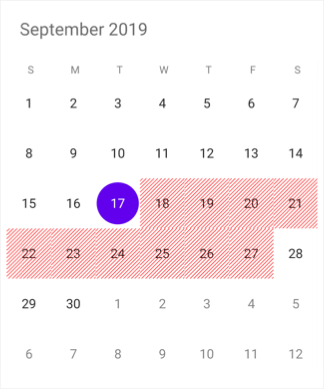 September 2019
S M T W T F S
1 2 3 4 5 6 7
8 9 10 11 12 13 14
15 16 17 18 19 20 21
22 23 24 25 26 27 28
29 30 1 2 3 4 5
6 7 8 9 10 11 12